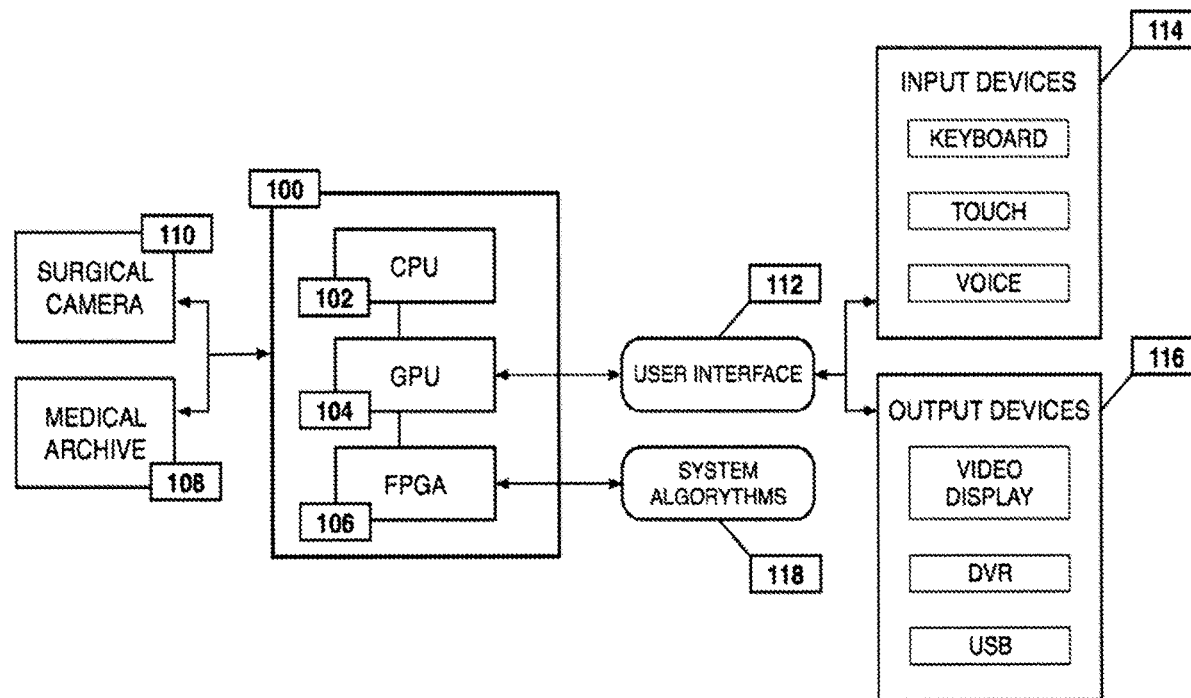 114
INPUT DEVICES
KEYBOARD
TOUCH
VOICE
100
110
SURGICAL
CAMERA
CPU
102
112
GPU
104
USER INTERFACE
116
OUTPUT DEVICES
MEDICAL
ARCHIVE
108
FPGA
106
SYSTEM
ALGORYTHMS
118
VIDEO
DISPLAY
DVR
USB